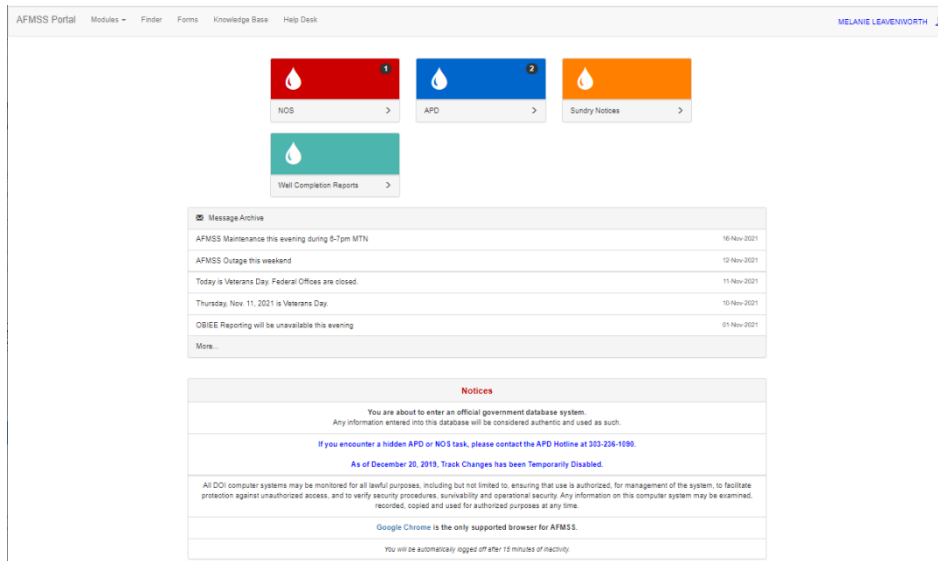 AFMSS Portal Modules Finder Forms Knowledge Base Help Desk MELANIE LEAVENWORTH
1 2
NOS APD Sundry Notices
Well Completion Reports
Message Archive
AFMSS Maintenance this evening during 6-7pm MTN 16-Nov-2021
AFMSS Outage this weekend 12-Nov-2021
Today is Veterans Day. Federal Offices are closed. 11-Nov-2021
Thursday, Nov. 11, 2021 is Veterans Day. 10-Nov-2021
OBIEE Reporting will be unavailable this evening 01-Nov-2021
More...
Notices
You are about to enter an official government database system.
Any information entered into this database will be considered authentic and used as such.
If you encounter a hidden APD or NOS task, please contact the APD Hotline at 303-236-1090.
As of December 20, 2019, Track Changes has been Temporarily Disabled.
All DOI computer systems may be monitored for all lawful purposes, including but not limited to, ensuring that use is authorized, for management of the system, to facilitate
protection against unauthorized access, and to verify security procedures, survivability and operational security. Any information on this computer system may be examined,
recorded, copied and used for authorized purposes at any time.
Google Chrome is the only supported browser for AFMSS.
You will be automatically logged off after 15 minutes of inactivity.